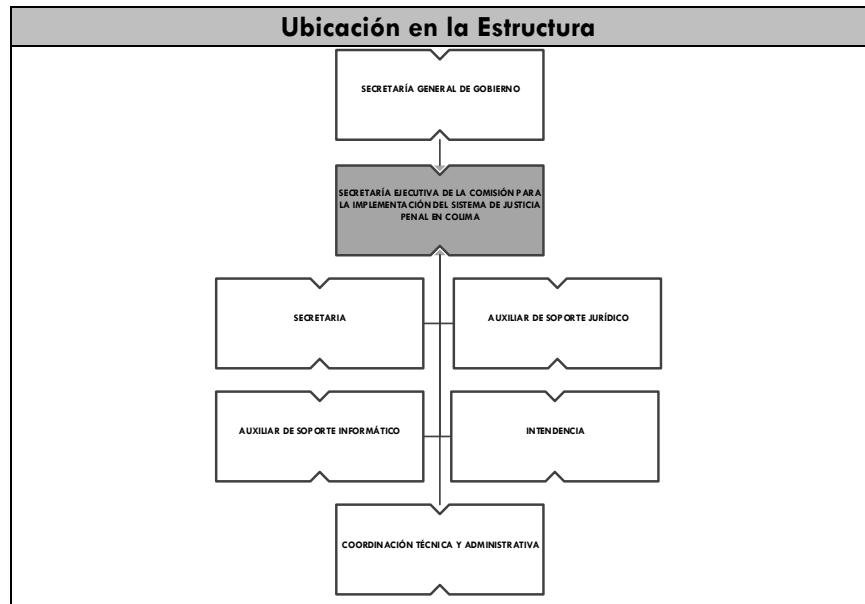 Ubicación en la Estructura
SECRETARÍA GENERAL DE GOBIERNO
SECRETARÍA EJECUTIVA DE LA COMISIÓN PARA
LA IMPLEMENTACIÓN DEL SISTEMA DE JUSTICIA
PENAL EN COLIMA
SECRETARIA
AUXILIAR DE SOPORTE JURÍDICO
AUXILIAR DE SOPORTE INFORMÁTICO
INTENDENCIA
COORDINACIÓN TÉCNICA Y ADMINISTRATIVA